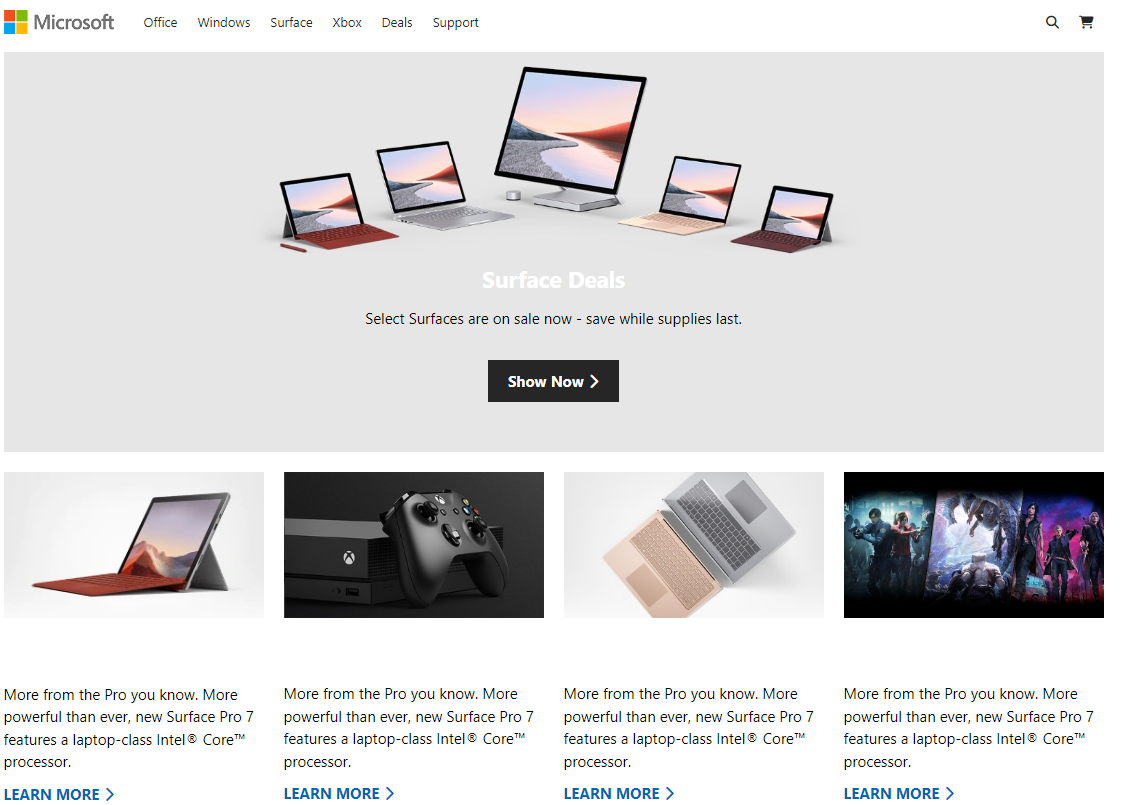 Microsoft
Office Windows Surface Xbox Deals Support
Surface Deals
Select Surfaces are on sale now - save while supplies last.
Show Now
More from the Pro you know. More
powerful than ever, new Surface Pro 7
features a laptop-class Intel® Core™
processor.
LEARN MORE
More from the Pro you know. More
powerful than ever, new Surface Pro 7
features a laptop-class Intel® Core™
processor.
LEARN MORE
More from the Pro you know. More
powerful than ever, new Surface Pro 7
features a laptop-class Intel® Core™
processor.
LEARN MORE
More from the Pro you know. More
powerful than ever, new Surface Pro 7
features a laptop-class Intel® Core™
processor.
LEARN MORE